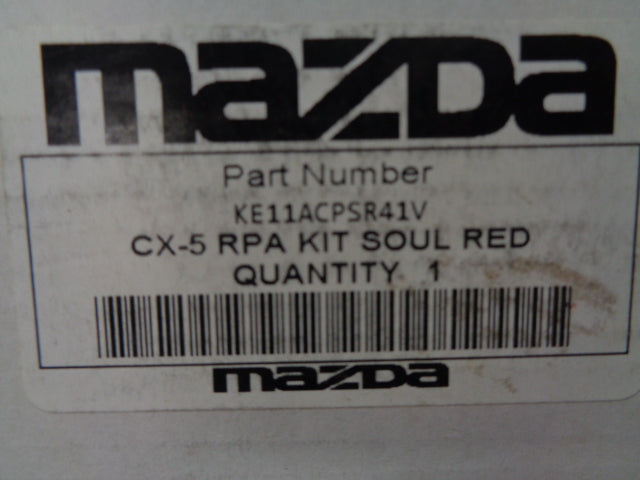 mazda
Part Number
KE11ACPSR41V
CX-5 RPA KIT SOUL RED
QUANTITY 1
mazda